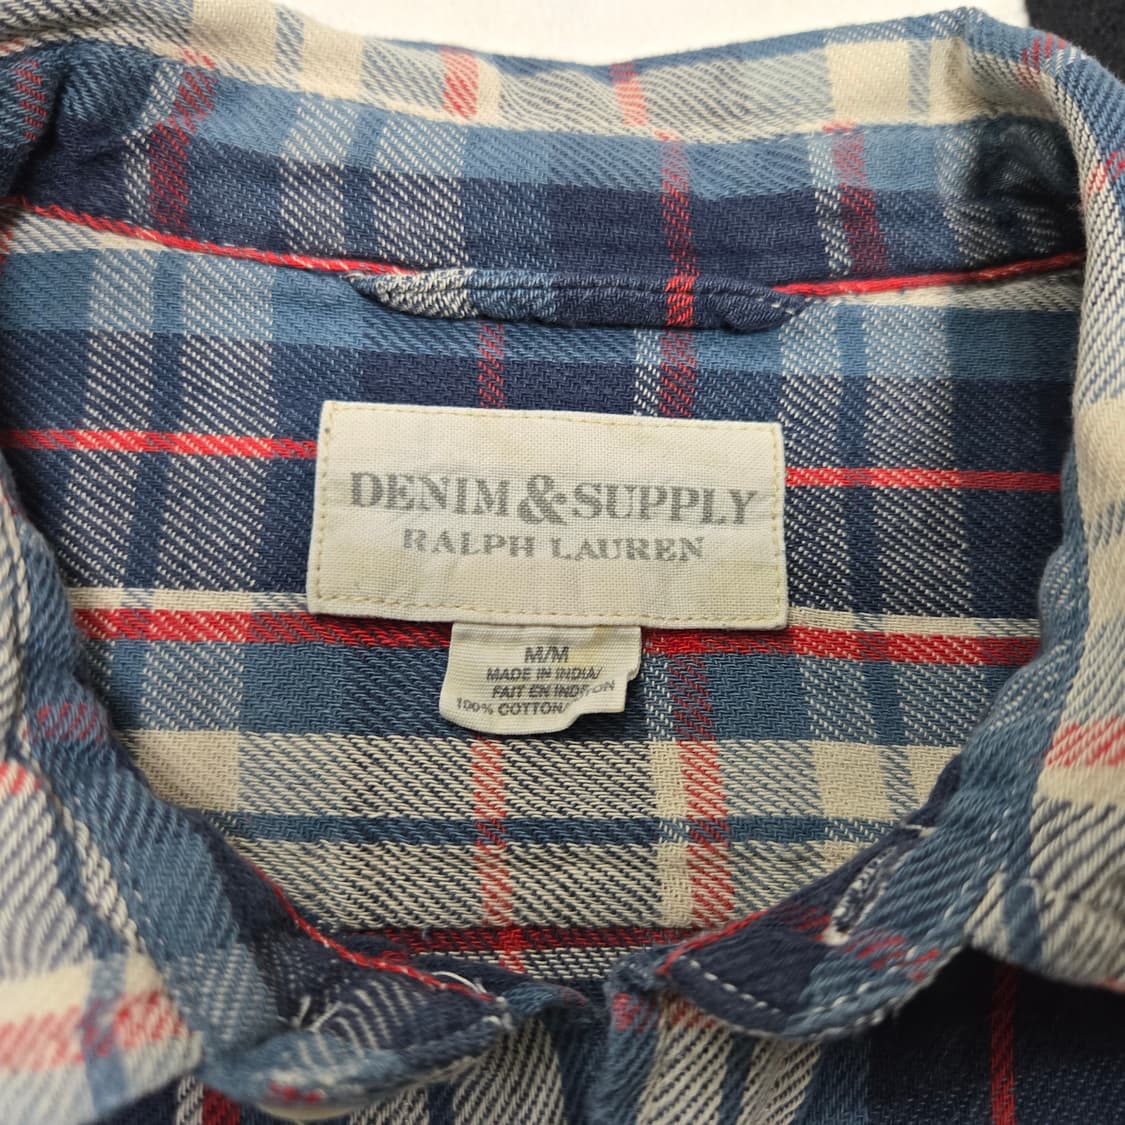 DENIM & SUPPLY
RALPH LAUREN
M/M
MADE IN INDIA/
FAIT EN INDE
100% COTTON/